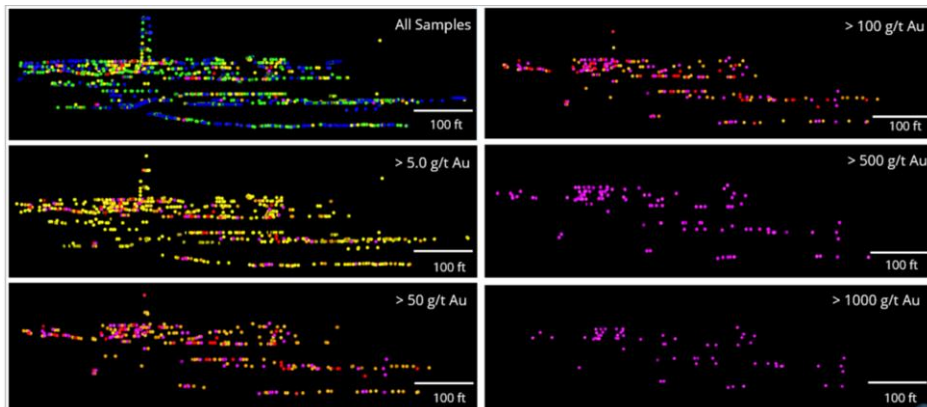 All Samples
100 ft
> 5.0 g/t Au
100 ft
> 50 g/t Au
100 ft
> 100 g/t Au
100 ft
> 500 g/t Au
100 ft
> 1000 g/t Au
100 ft